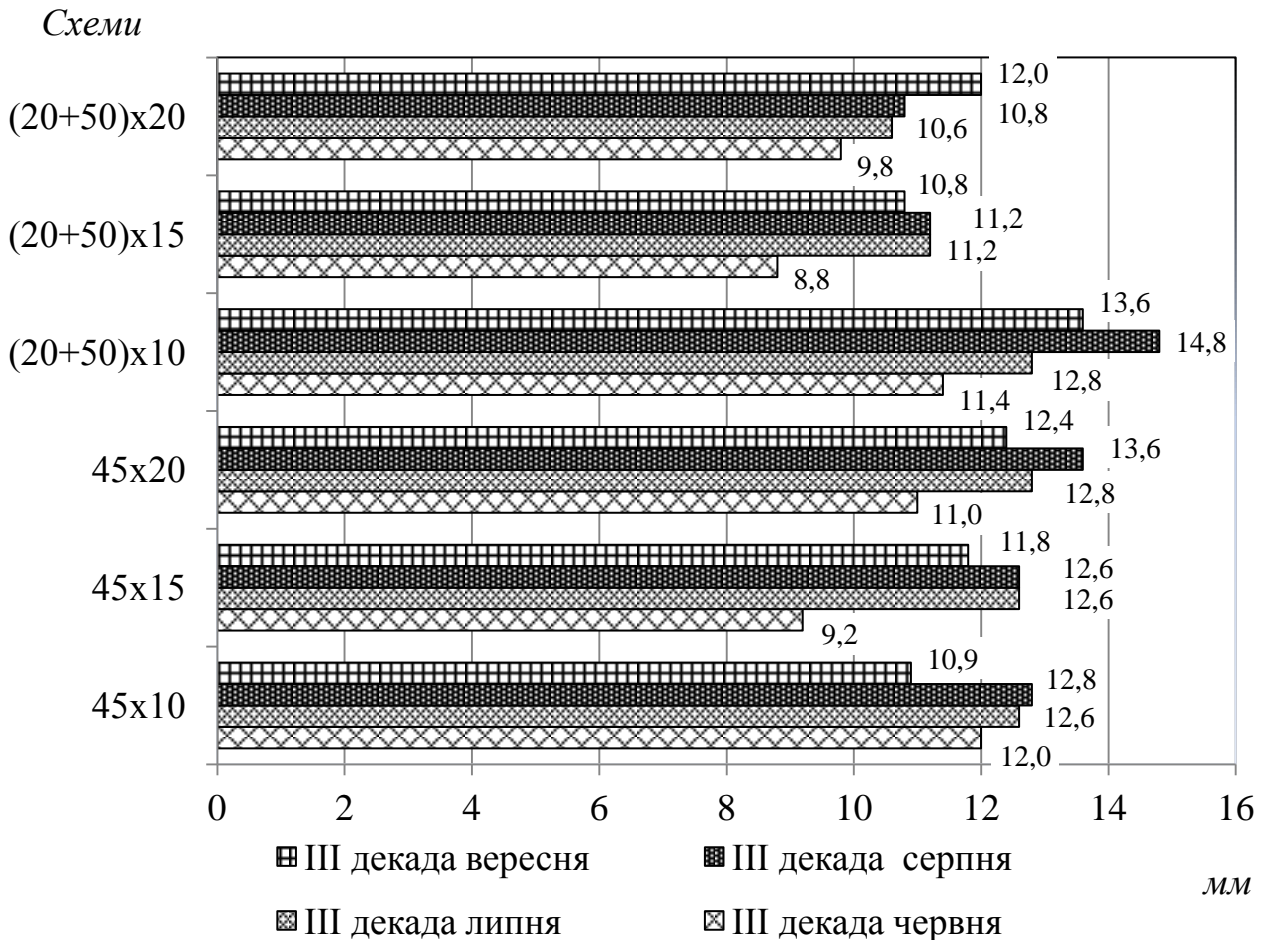 Схеми
12,0
(20+50)х20
10,8
10,6
9,8
10,8
(20+50)х15
11,2
11,2
8,8
13,6
(20+50)х10
14,8
12,8
11,4
12,4
45х20
13,6
12,8
11,0
11,8
45х15
12,6
12,6
9,2
10,9
45х10
12,8
12,6
12,0
0 2 4 6 8 10 12 14 16
ІІІ декада вересня ІІІ декада серпня
мм
ІІІ декада липня ІІІ декада червня